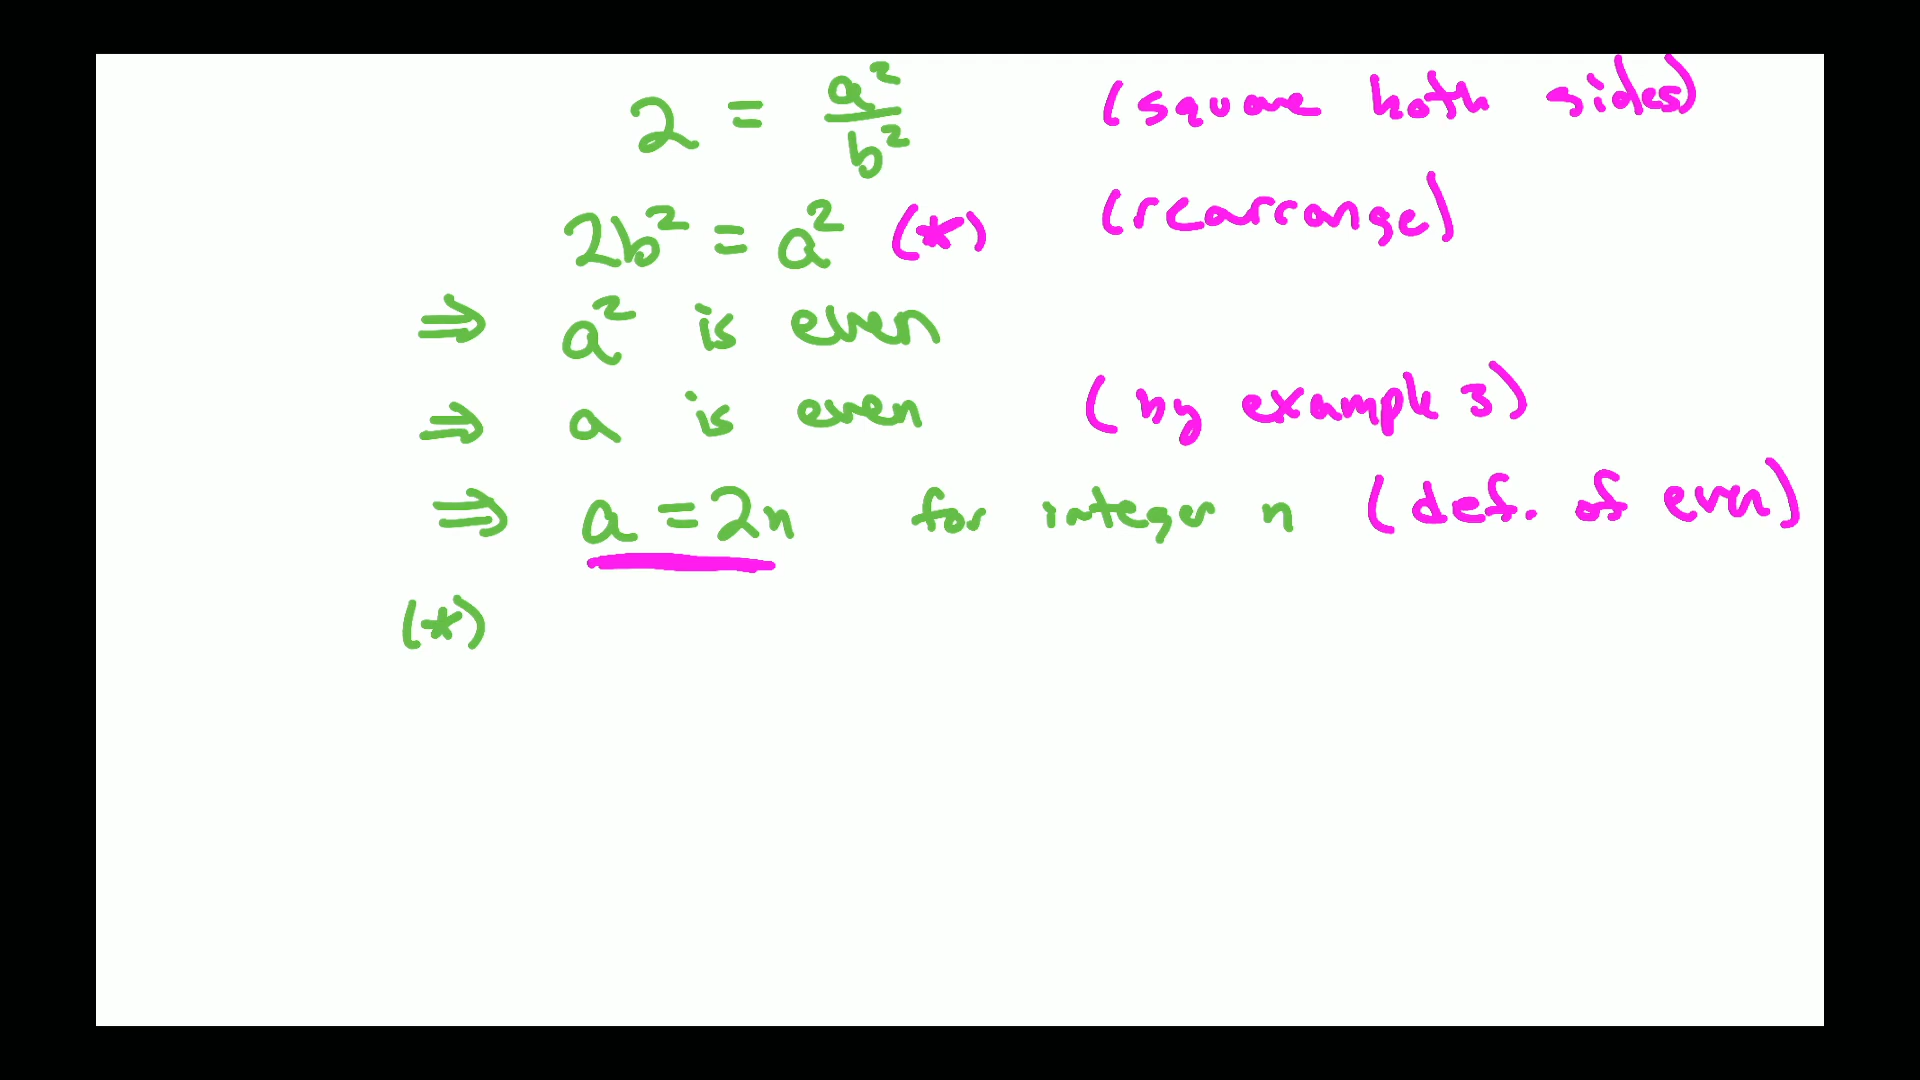 2 = a²/b² (square both sides)
2b² = a² (*) (rearrange)
⇒ a² is even
⇒ a is even (by example 3)
⇒ a = 2n for integer n (def. of even)
(*)